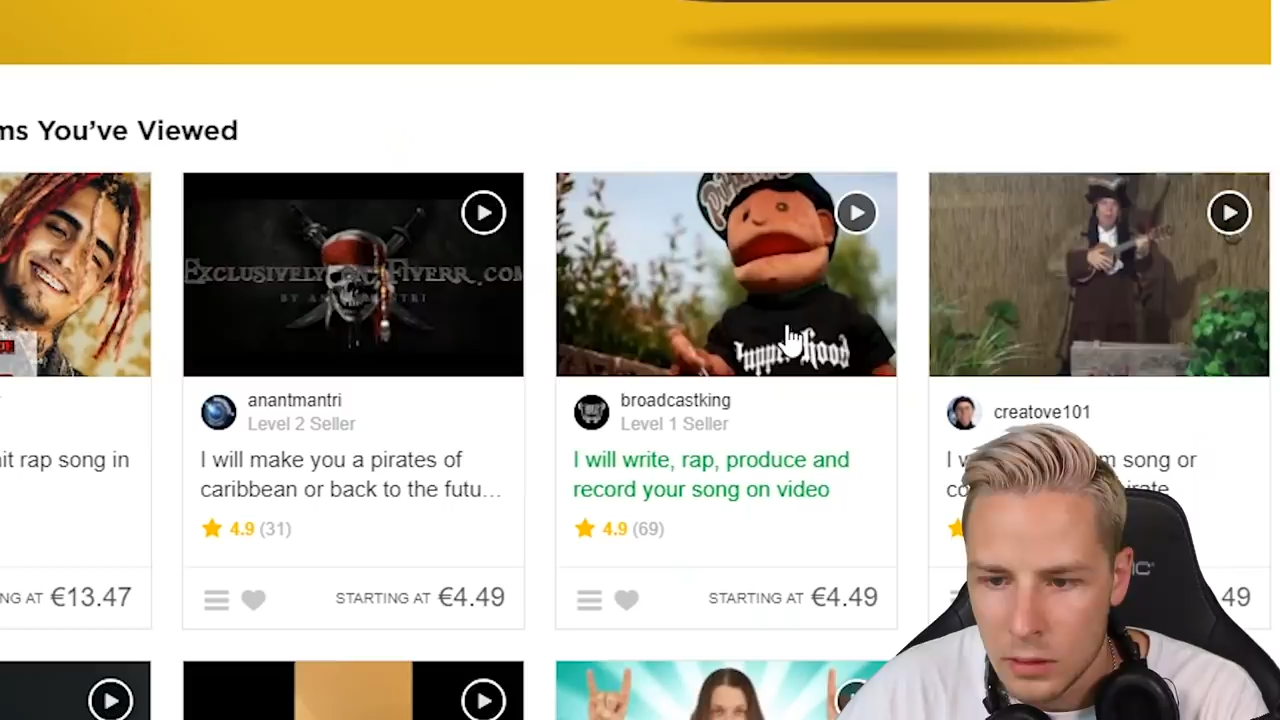 ms You've Viewed
EXCLUSIVELY ON FIVERR.COM
anantmantri
Level 2 Seller
broadcastking
Level 1 Seller
creatove101
it rap song in
I will make you a pirates of
caribbean or back to the futu...
I will write, rap, produce and
record your song on video
song or
4.9 (31)
4.9 (69)
NG AT €13.47
STARTING AT €4.49
STARTING AT €4.49
49